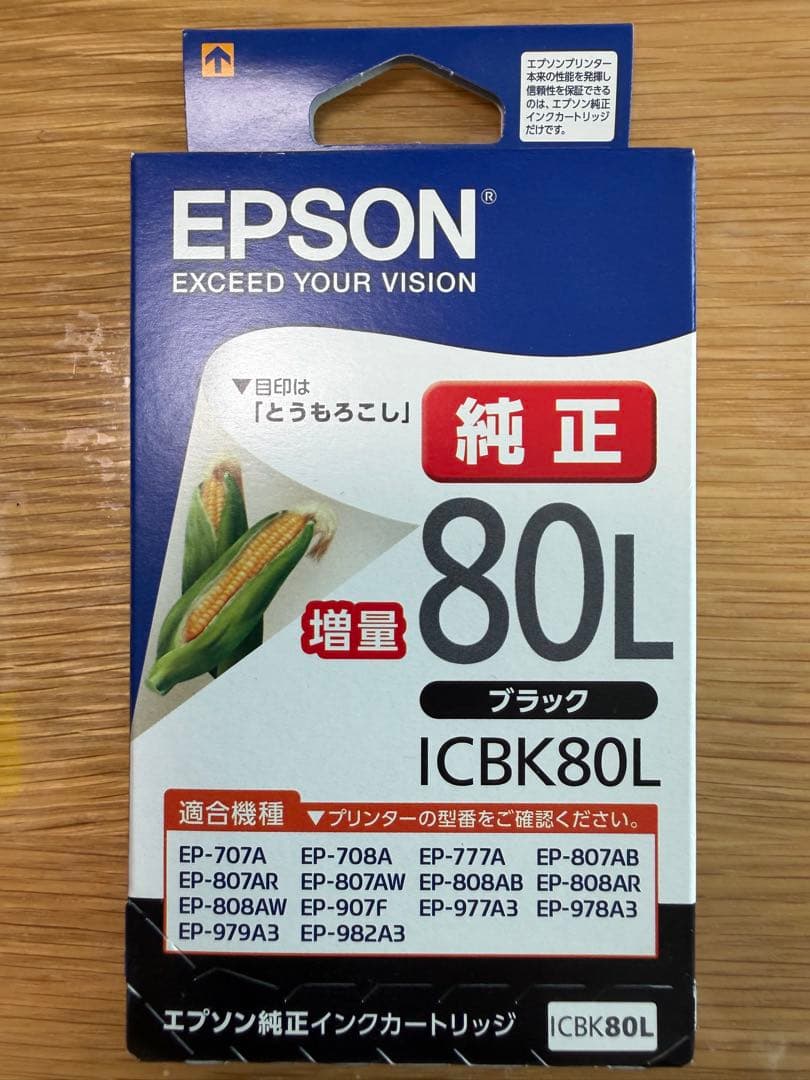 エプソンプリンター
本来の性能を発揮し
信頼性を保証できる
のは、エプソン純正
インクカートリッジ
だけです。
EPSON®
EXCEED YOUR VISION
▼目印は
「とうもろこし」
純正
増量
80L
ブラック
ICBK80L
適合機種 ▼プリンターの型番をご確認ください。
EP-707A EP-708A EP-777A EP-807AB
EP-807AR EP-807AW EP-808AB EP-808AR
EP-808AW EP-907F EP-977A3 EP-978A3
EP-979A3 EP-982A3
エプソン純正インクカートリッジ ICBK80L